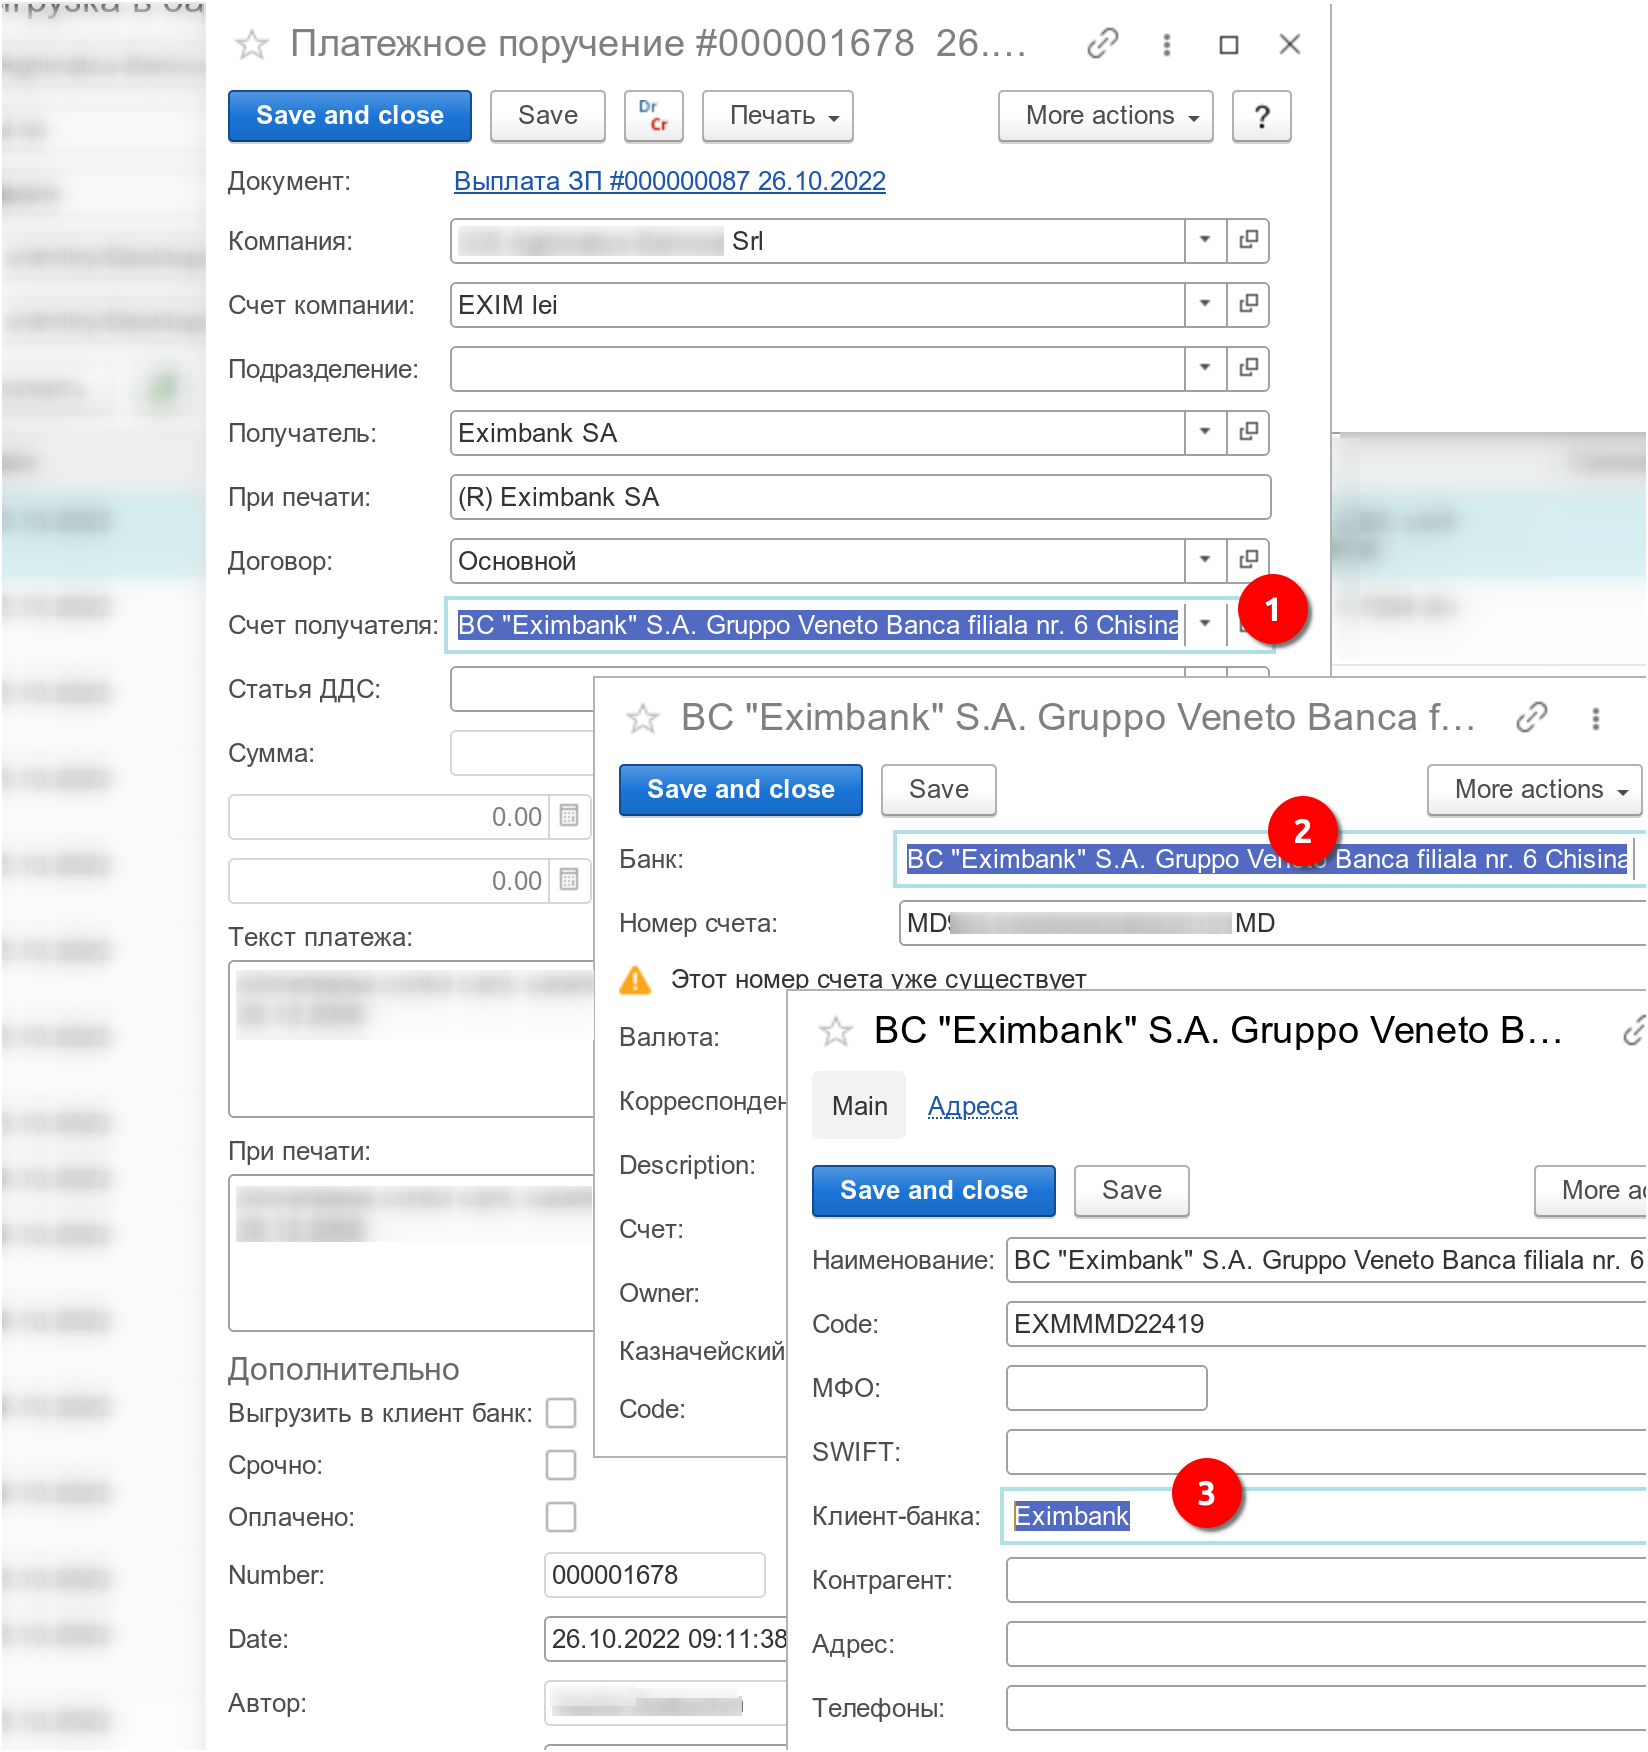 Платежное поручение #000001678 26....
Save and close
Save
Dr
Cr
Печать
More actions
?
Документ:
Выплата ЗП #000000087 26.10.2022
Компания:
Srl
Счет компании:
EXIM lei
Подразделение:
Получатель:
Eximbank SA
При печати:
(R) Eximbank SA
Договор:
Основной
Счет получателя:
BC "Eximbank" S.A. Gruppo Veneto Banca filiala nr. 6 Chisina
1
Статья ДДС:
Сумма:
0.00
0.00
Текст платежа:
При печати:
Дополнительно
Выгрузить в клиент банк:
Срочно:
Оплачено:
Number:
000001678
Date:
26.10.2022 09:11:38
Автор:
BC "Eximbank" S.A. Gruppo Veneto Banca f...
Save and close
Save
More actions
2
Банк:
BC "Eximbank" S.A. Gruppo Veneto Banca filiala nr. 6 Chisina
Номер счета:
MD
MD
Этот номер счета уже существует
Валюта:
Корреспонден
Description:
Счет:
Owner:
Казначейский
Code:
BC "Eximbank" S.A. Gruppo Veneto B...
Main
Адреса
Save and close
Save
More ac
Наименование:
BC "Eximbank" S.A. Gruppo Veneto Banca filiala nr. 6
Code:
EXMMMD22419
МФО:
SWIFT:
3
Клиент-банка:
Eximbank
Контрагент:
Адрес:
Телефоны: